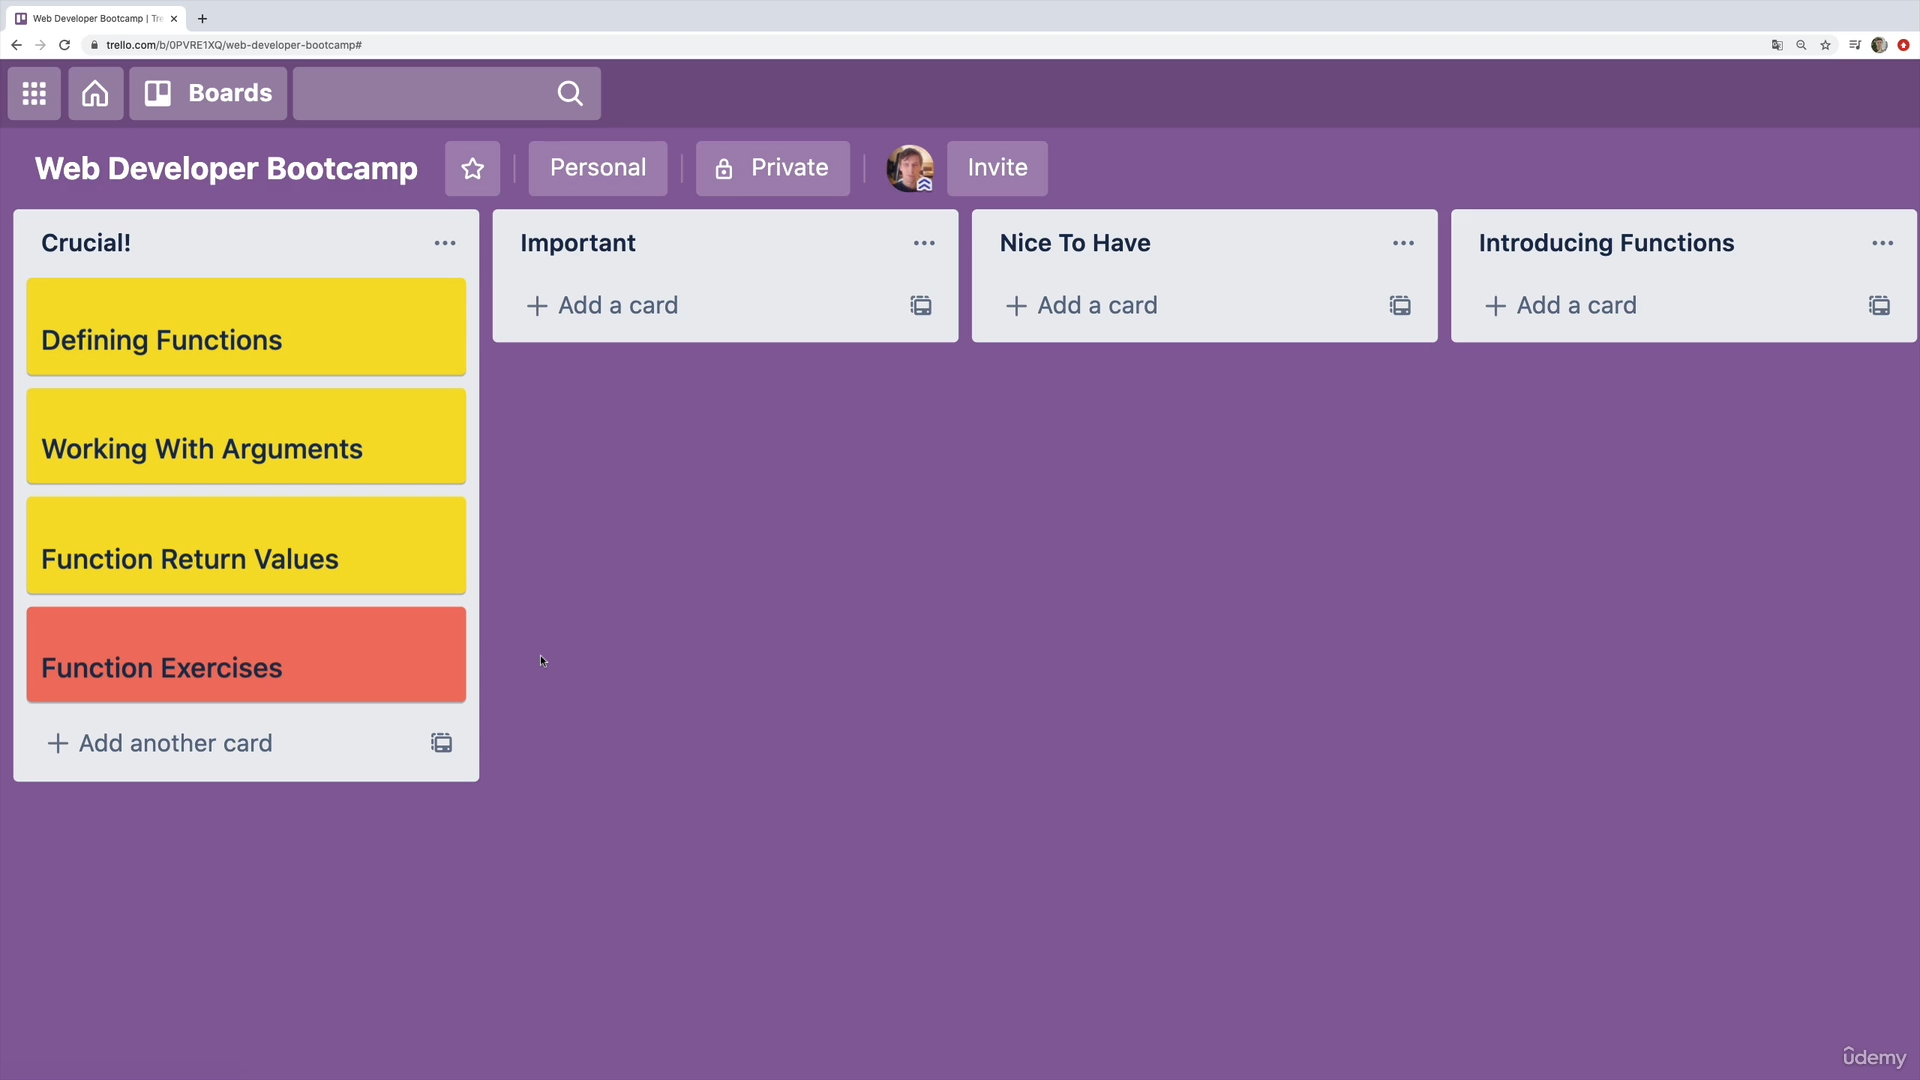 Web Developer Bootcamp | Tre
trello.com/b/0PVRE1XQ/web-developer-bootcamp#
Boards
Web Developer Bootcamp
Personal
Private
Invite
Crucial!
Defining Functions
Working With Arguments
Function Return Values
Function Exercises
Add another card
Important
Add a card
Nice To Have
Add a card
Introducing Functions
Add a card
ûdemy